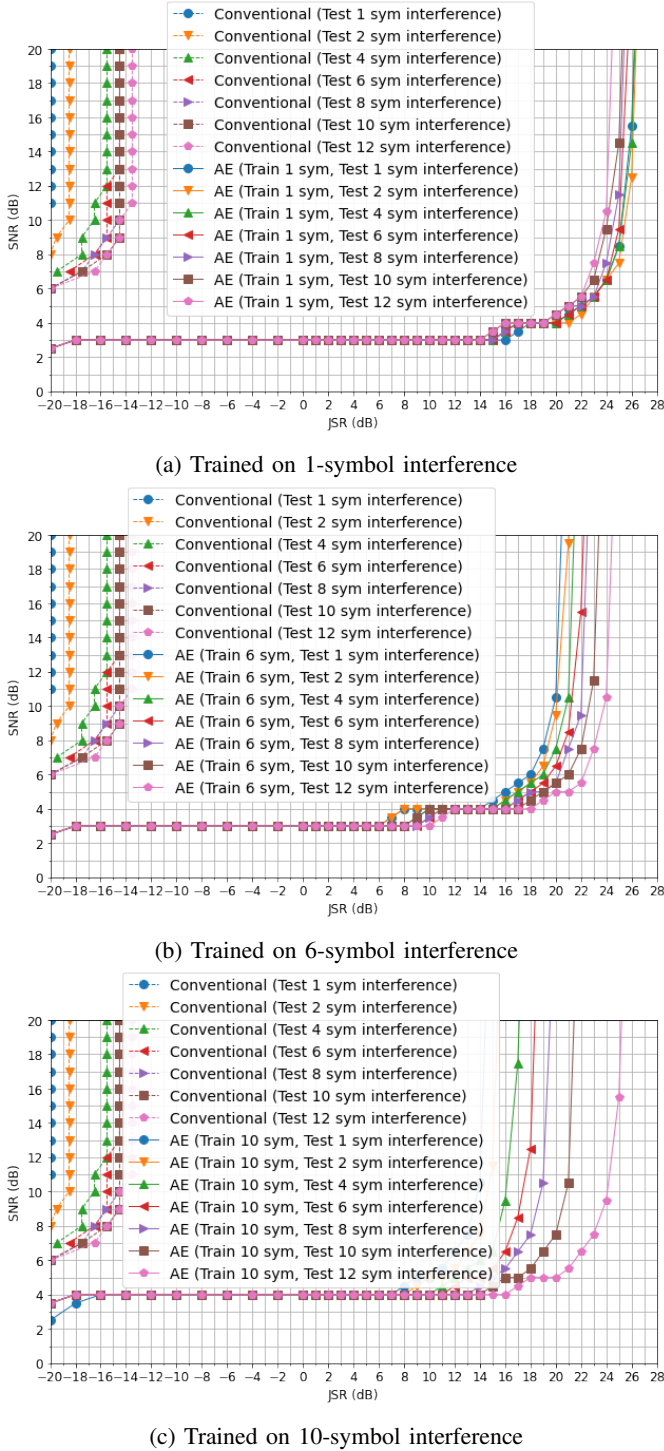 Conventional (Test 1 sym interference)
Conventional (Test 2 sym interference)
Conventional (Test 4 sym interference)
Conventional (Test 6 sym interference)
Conventional (Test 8 sym interference)
Conventional (Test 10 sym interference)
Conventional (Test 12 sym interference)
AE (Train 1 sym, Test 1 sym interference)
AE (Train 1 sym, Test 2 sym interference)
AE (Train 1 sym, Test 4 sym interference)
AE (Train 1 sym, Test 6 sym interference)
AE (Train 1 sym, Test 8 sym interference)
AE (Train 1 sym, Test 10 sym interference)
AE (Train 1 sym, Test 12 sym interference)
SNR (dB)
20
18
16
14
12
10
8
6
4
2
0
−20 −18 −16 −14 −12 −10 −8 −6 −4 −2 0 2 4 6 8 10 12 14 16 18 20 22 24 26 28
JSR (dB)
(a) Trained on 1-symbol interference
Conventional (Test 1 sym interference)
Conventional (Test 2 sym interference)
Conventional (Test 4 sym interference)
Conventional (Test 6 sym interference)
Conventional (Test 8 sym interference)
Conventional (Test 10 sym interference)
Conventional (Test 12 sym interference)
AE (Train 6 sym, Test 1 sym interference)
AE (Train 6 sym, Test 2 sym interference)
AE (Train 6 sym, Test 4 sym interference)
AE (Train 6 sym, Test 6 sym interference)
AE (Train 6 sym, Test 8 sym interference)
AE (Train 6 sym, Test 10 sym interference)
AE (Train 6 sym, Test 12 sym interference)
SNR (dB)
20
18
16
14
12
10
8
6
4
2
0
−20 −18 −16 −14 −12 −10 −8 −6 −4 −2 0 2 4 6 8 10 12 14 16 18 20 22 24 26 28
JSR (dB)
(b) Trained on 6-symbol interference
Conventional (Test 1 sym interference)
Conventional (Test 2 sym interference)
Conventional (Test 4 sym interference)
Conventional (Test 6 sym interference)
Conventional (Test 8 sym interference)
Conventional (Test 10 sym interference)
Conventional (Test 12 sym interference)
AE (Train 10 sym, Test 1 sym interference)
AE (Train 10 sym, Test 2 sym interference)
AE (Train 10 sym, Test 4 sym interference)
AE (Train 10 sym, Test 6 sym interference)
AE (Train 10 sym, Test 8 sym interference)
AE (Train 10 sym, Test 10 sym interference)
AE (Train 10 sym, Test 12 sym interference)
SNR (dB)
20
18
16
14
12
10
8
6
4
2
0
−20 −18 −16 −14 −12 −10 −8 −6 −4 −2 0 2 4 6 8 10 12 14 16 18 20 22 24 26 28
JSR (dB)
(c) Trained on 10-symbol interference